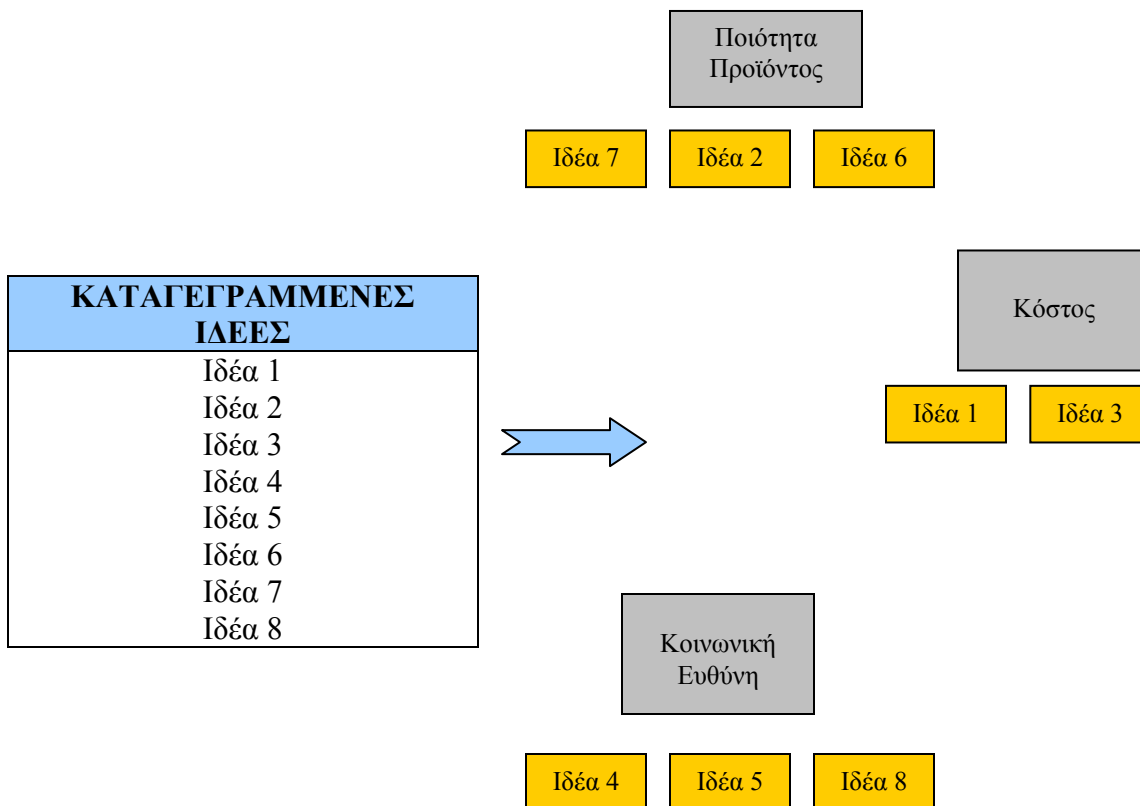 Ποιότητα
Προϊόντος
Ιδέα 7
Ιδέα 2
Ιδέα 6
ΚΑΤΑΓΕΓΡΑΜΜΕΝΕΣ
ΙΔΕΕΣ
Ιδέα 1
Ιδέα 2
Ιδέα 3
Ιδέα 4
Ιδέα 5
Ιδέα 6
Ιδέα 7
Ιδέα 8
Κόστος
Ιδέα 1
Ιδέα 3
Κοινωνική
Ευθύνη
Ιδέα 4
Ιδέα 5
Ιδέα 8